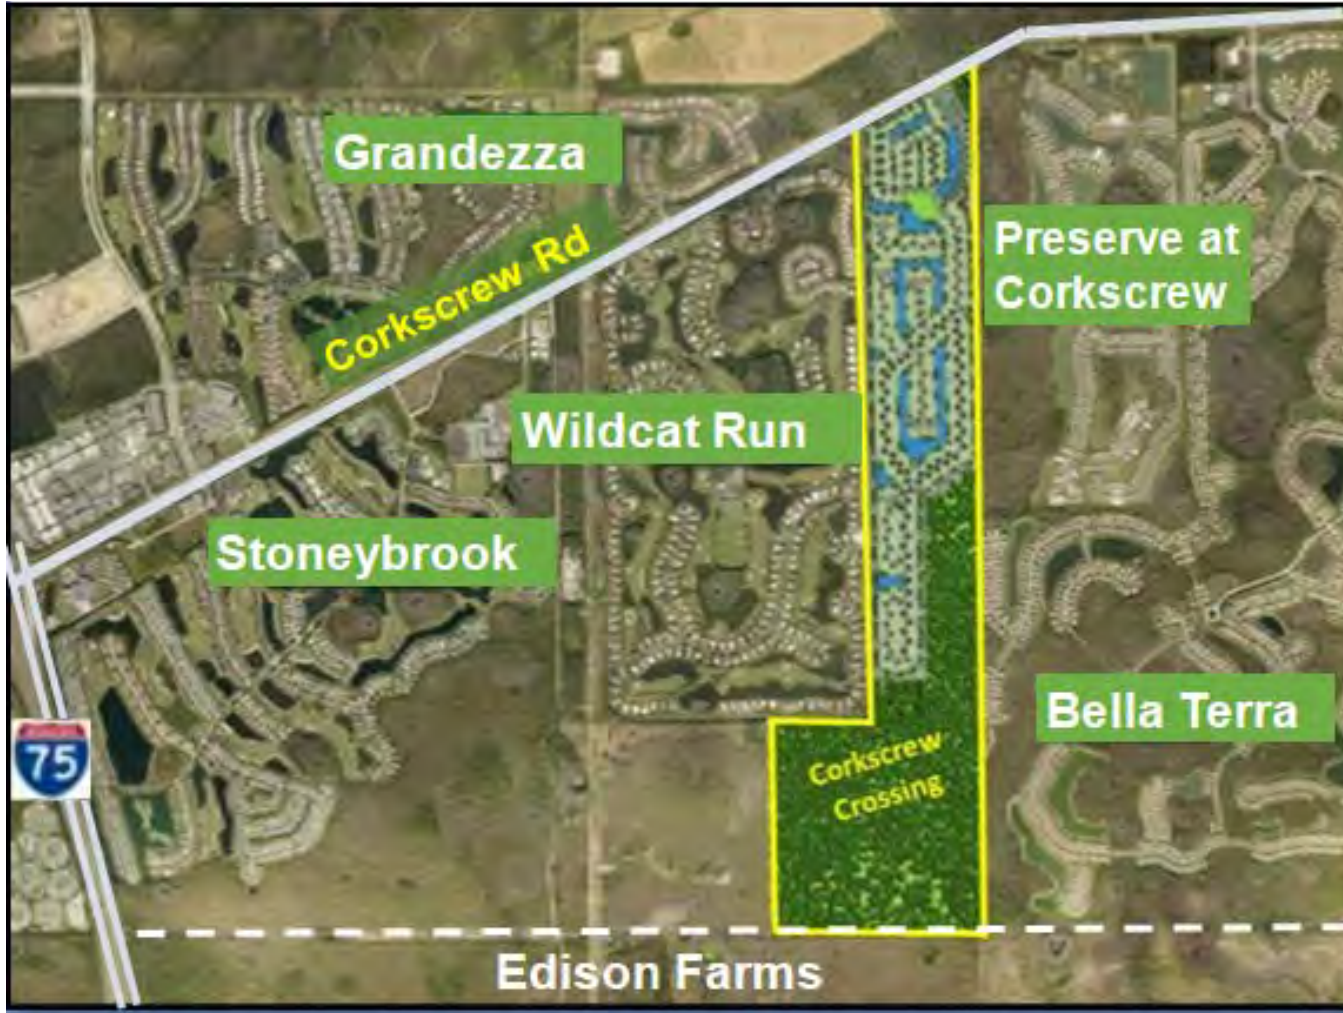 Grandezza
Corkscrew Rd
Preserve at
Corkscrew
Wildcat Run
Stoneybrook
75
Bella Terra
Corkscrew
Crossing
Edison Farms